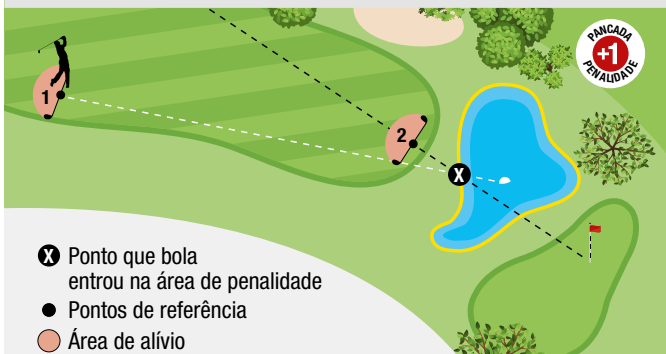 PANCADA
+1
PENALIDADE
1
2
X
X Ponto que bola
entrou na área de penalidade
Pontos de referência
Área de alívio